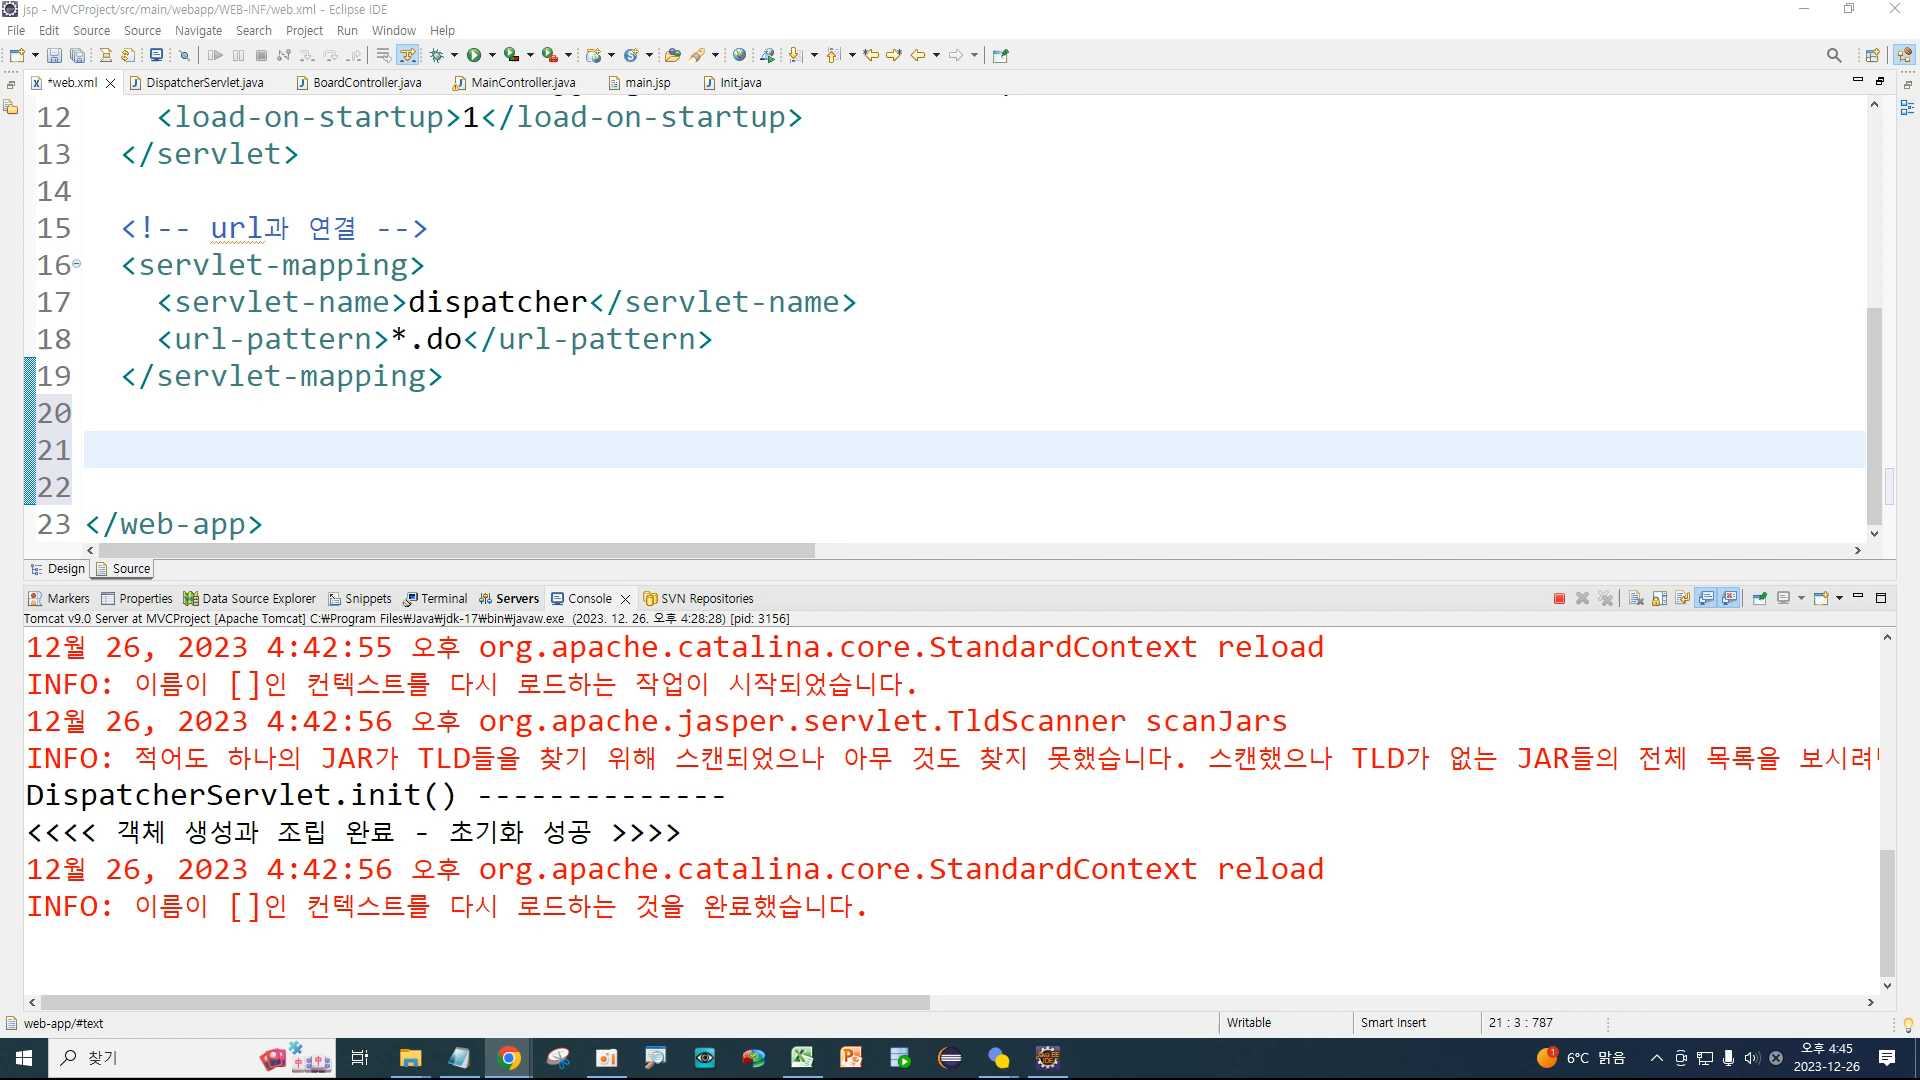 jsp - MVCProject/src/main/webapp/WEB-INF/web.xml - Eclipse IDE
File Edit Source Source Navigate Search Project Run Window Help
*web.xml DispatcherServlet.java BoardController.java MainController.java main.jsp Init.java
12 <load-on-startup>1</load-on-startup>
13 </servlet>
14
15 <!-- url과 연결 -->
16 <servlet-mapping>
17 <servlet-name>dispatcher</servlet-name>
18 <url-pattern>*.do</url-pattern>
19 </servlet-mapping>
20
21
22
23 </web-app>
Design Source
Markers Properties Data Source Explorer Snippets Terminal Servers Console SVN Repositories
Tomcat v9.0 Server at MVCProject [Apache Tomcat] C:₩Program Files₩Java₩jdk-17₩bin₩javaw.exe (2023. 12. 26. 오후 4:28:28) [pid: 3156]
12월 26, 2023 4:42:55 오후 org.apache.catalina.core.StandardContext reload
INFO: 이름이 []인 컨텍스트를 다시 로드하는 작업이 시작되었습니다.
12월 26, 2023 4:42:56 오후 org.apache.jasper.servlet.TldScanner scanJars
INFO: 적어도 하나의 JAR가 TLD들을 찾기 위해 스캔되었으나 아무 것도 찾지 못했습니다. 스캔했으나 TLD가 없는 JAR들의 전체 목록을 보시려
DispatcherServlet.init() --------------
<<<< 객체 생성과 조립 완료 - 초기화 성공 >>>>
12월 26, 2023 4:42:56 오후 org.apache.catalina.core.StandardContext reload
INFO: 이름이 []인 컨텍스트를 다시 로드하는 것을 완료했습니다.
web-app/#text Writable Smart Insert 21 : 3 : 787
찾기 6°C 맑음 오후 4:45
2023-12-26